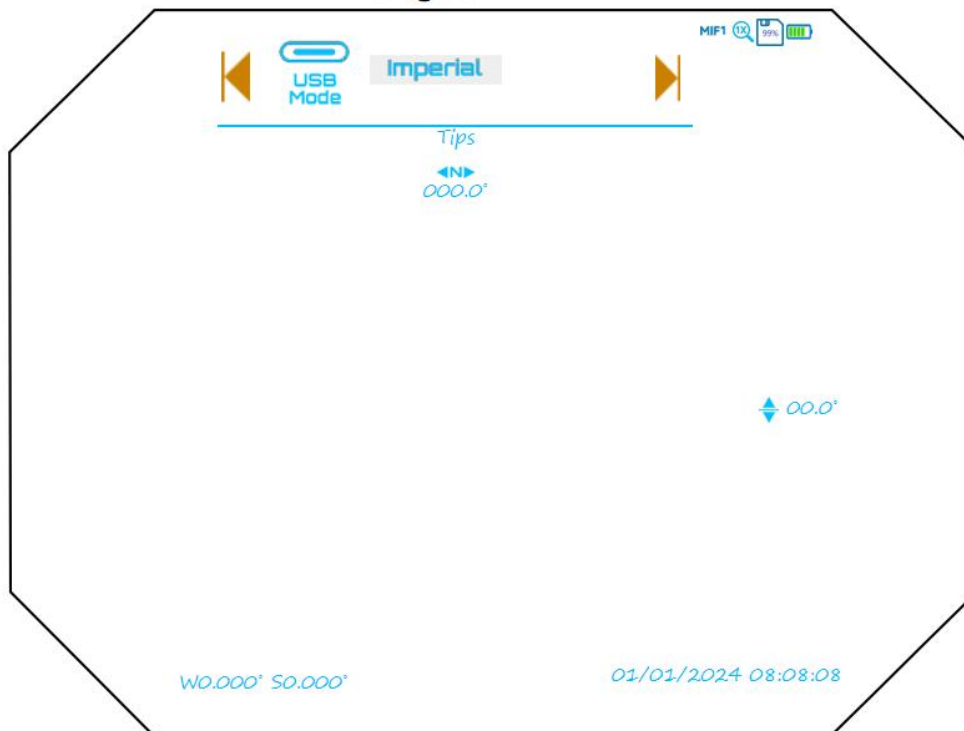 MIF1 1X 99%
USB Mode
Imperial
Tips
◀N▶
000.0°
00.0°
W0.000° S0.000°
01/01/2024 08:08:08